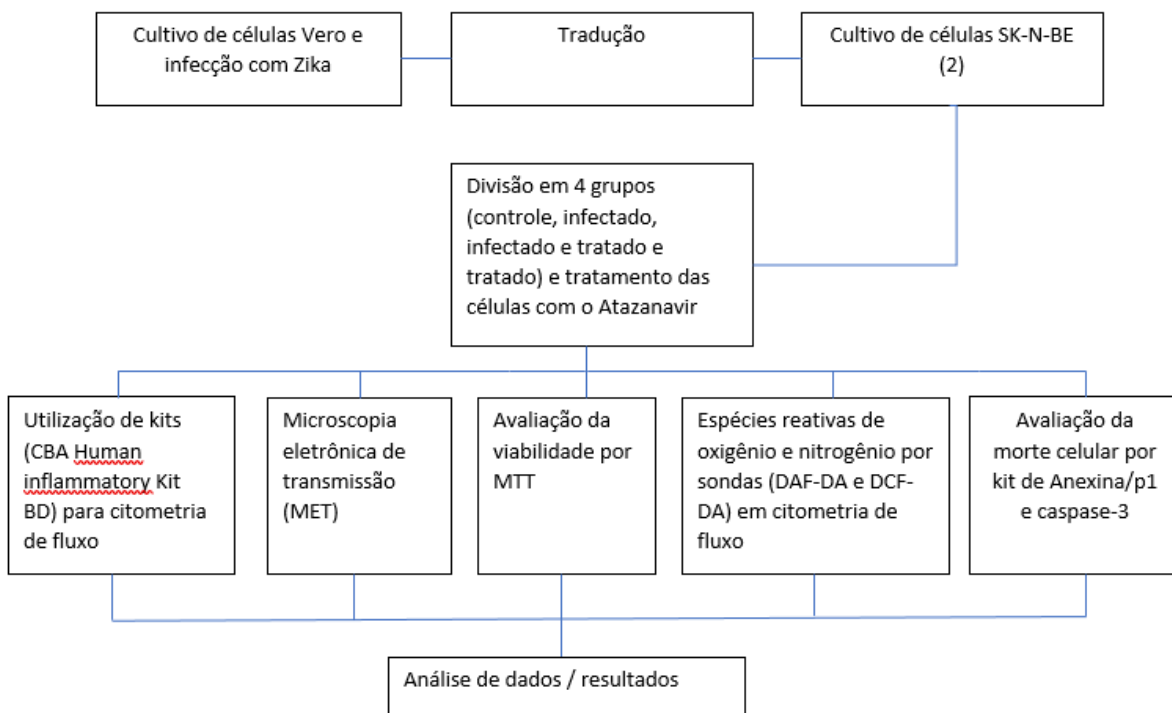 Cultivo de células Vero e
infecção com Zika
Tradução
Cultivo de células SK-N-BE
(2)
Divisão em 4 grupos
(controle, infectado,
infectado e tratado e
tratado) e tratamento das
células com o Atazanavir
Utilização de kits
(CBA Human
inflammatory Kit
BD) para citometria
de fluxo
Microscopia
eletrônica de
transmissão
(MET)
Avaliação da
viabilidade por
MTT
Espécies reativas de
oxigênio e nitrogênio por
sondas (DAF-DA e DCF-
DA) em citometria de
fluxo
Avaliação da
morte celular por
kit de Anexina/p1
e caspase-3
Análise de dados / resultados